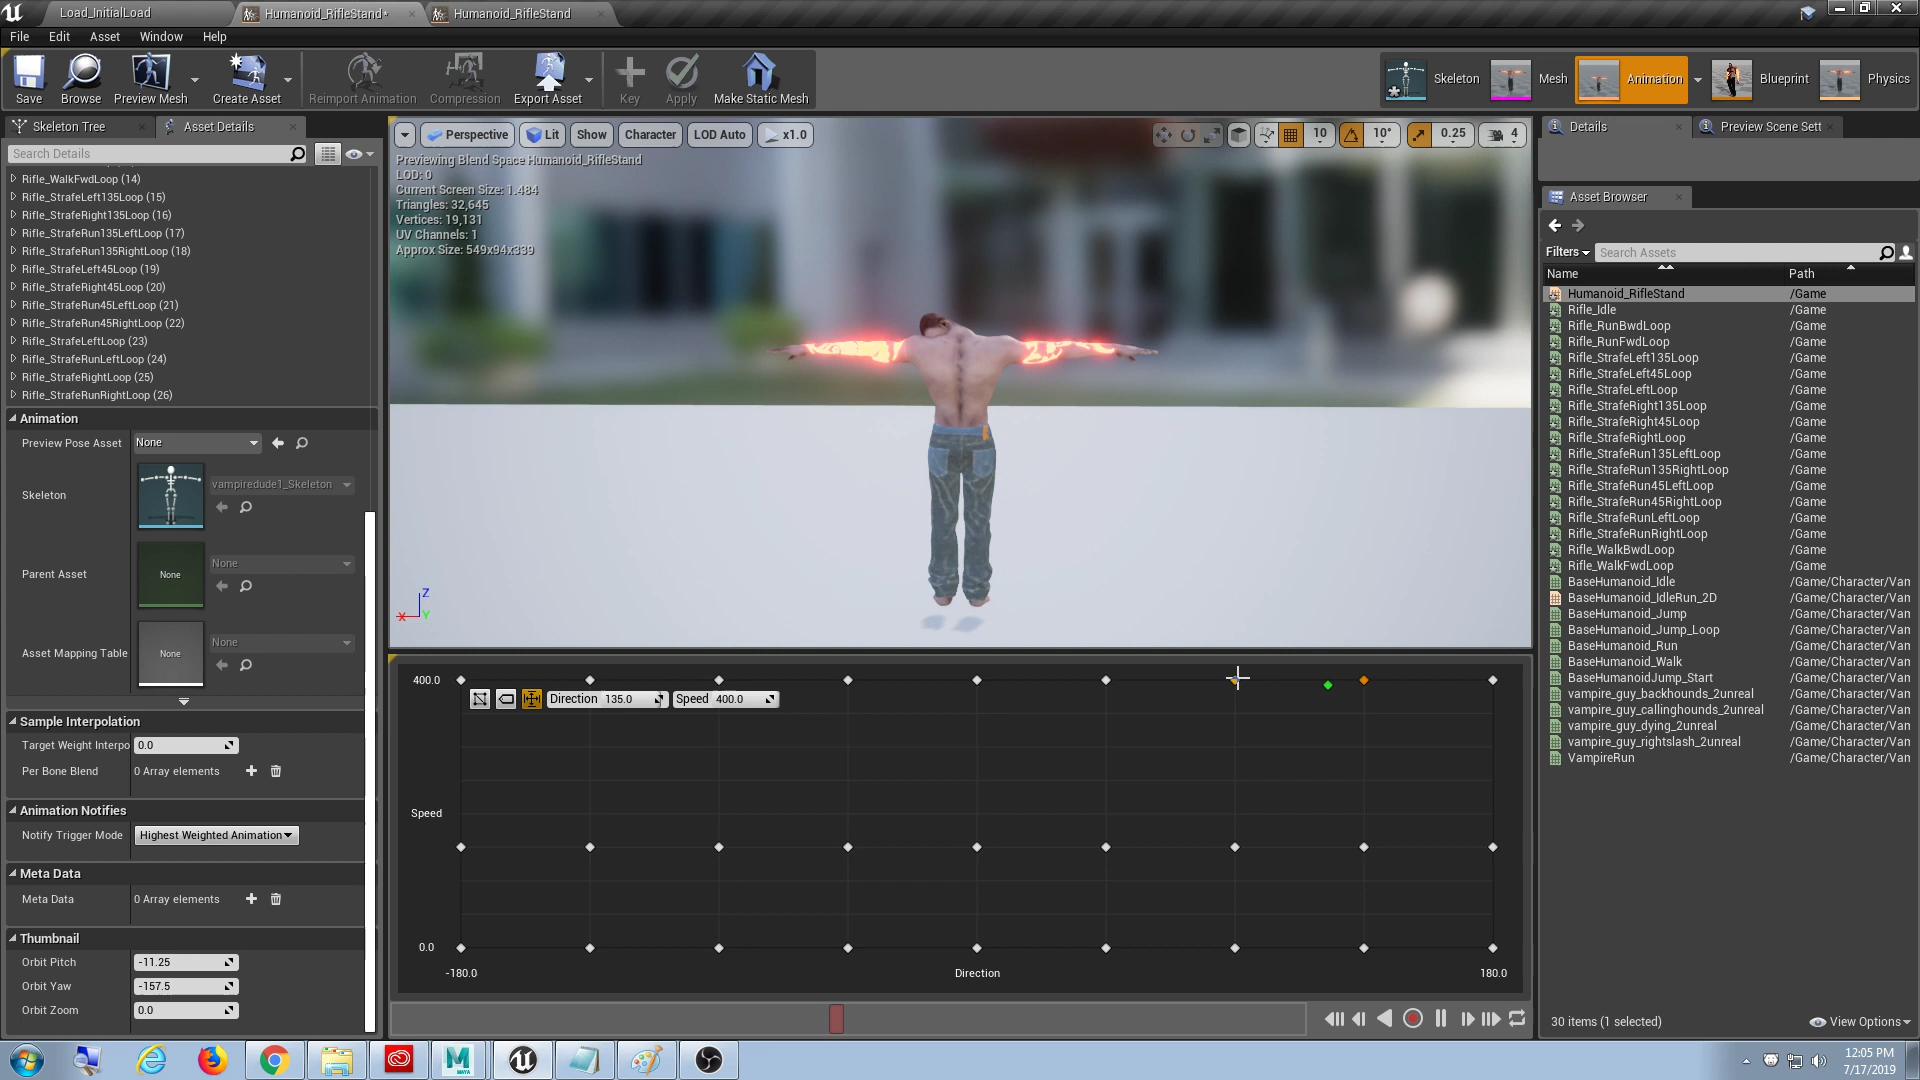 Load_InitialLoad
Humanoid_RifleStand*
Humanoid_RifleStand
File Edit Asset Window Help
Save
Browse
Preview Mesh
Create Asset
Reimport Animation
Compression
Export Asset
Key
Apply
Make Static Mesh
Skeleton
Mesh
Animation
Blueprint
Physics
Skeleton Tree
Asset Details
Search Details
Rifle_WalkFwdLoop (14)
Rifle_StrafeLeft135Loop (15)
Rifle_StrafeRight135Loop (16)
Rifle_StrafeRun135LeftLoop (17)
Rifle_StrafeRun135RightLoop (18)
Rifle_StrafeLeft45Loop (19)
Rifle_StrafeRight45Loop (20)
Rifle_StrafeRun45LeftLoop (21)
Rifle_StrafeRun45RightLoop (22)
Rifle_StrafeLeftLoop (23)
Rifle_StrafeRunLeftLoop (24)
Rifle_StrafeRightLoop (25)
Rifle_StrafeRunRightLoop (26)
Animation
Preview Pose Asset None
Skeleton vampiredude1_Skeleton
Parent Asset None None
Asset Mapping Table None None
Sample Interpolation
Target Weight Interpo 0.0
Per Bone Blend 0 Array elements
Animation Notifies
Notify Trigger Mode Highest Weighted Animation
Meta Data
Meta Data 0 Array elements
Thumbnail
Orbit Pitch -11.25
Orbit Yaw -157.5
Orbit Zoom 0.0
Perspective Lit Show Character LOD Auto x1.0
10 10° 0.25 4
Previewing Blend Space Humanoid_RifleStand
LOD: 0
Current Screen Size: 1.484
Triangles: 32,645
Vertices: 19,131
UV Channels: 1
Approx Size: 549x94x339
Z
X Y
400.0
Direction 135.0 Speed 400.0
Speed
0.0
-180.0 Direction 180.0
Details
Preview Scene Sett
Asset Browser
Filters Search Assets
Name Path
Humanoid_RifleStand /Game
Rifle_Idle /Game
Rifle_RunBwdLoop /Game
Rifle_RunFwdLoop /Game
Rifle_StrafeLeft135Loop /Game
Rifle_StrafeLeft45Loop /Game
Rifle_StrafeLeftLoop /Game
Rifle_StrafeRight135Loop /Game
Rifle_StrafeRight45Loop /Game
Rifle_StrafeRightLoop /Game
Rifle_StrafeRun135LeftLoop /Game
Rifle_StrafeRun135RightLoop /Game
Rifle_StrafeRun45LeftLoop /Game
Rifle_StrafeRun45RightLoop /Game
Rifle_StrafeRunLeftLoop /Game
Rifle_StrafeRunRightLoop /Game
Rifle_WalkBwdLoop /Game
Rifle_WalkFwdLoop /Game
BaseHumanoid_Idle /Game/Character/Van
BaseHumanoid_IdleRun_2D /Game/Character/Van
BaseHumanoid_Jump /Game/Character/Van
BaseHumanoid_Jump_Loop /Game/Character/Van
BaseHumanoid_Run /Game/Character/Van
BaseHumanoid_Walk /Game/Character/Van
BaseHumanoidJump_Start /Game/Character/Van
vampire_guy_backhounds_2unreal /Game/Character/Van
vampire_guy_callinghounds_2unreal /Game/Character/Van
vampire_guy_dying_2unreal /Game/Character/Van
vampire_guy_rightslash_2unreal /Game/Character/Van
VampireRun /Game/Character/Van
30 items (1 selected) View Options
MAYA
12:05 PM
7/17/2019